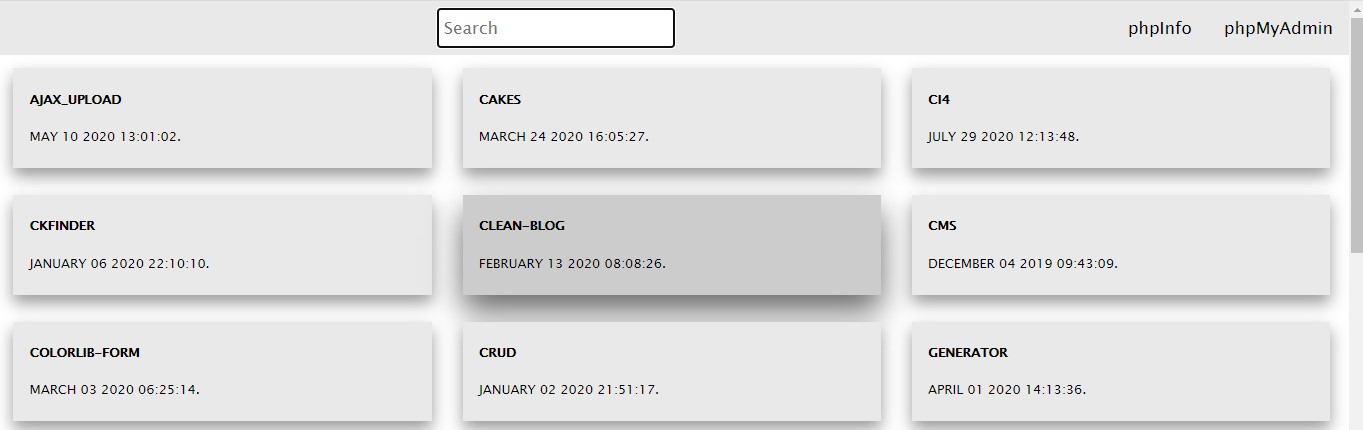 Search
phpInfo
phpMyAdmin
AJAX_UPLOAD
MAY 10 2020 13:01:02.
CAKES
MARCH 24 2020 16:05:27.
CI4
JULY 29 2020 12:13:48.
CKFINDER
JANUARY 06 2020 22:10:10.
CLEAN-BLOG
FEBRUARY 13 2020 08:08:26.
CMS
DECEMBER 04 2019 09:43:09.
COLORLIB-FORM
MARCH 03 2020 06:25:14.
CRUD
JANUARY 02 2020 21:51:17.
GENERATOR
APRIL 01 2020 14:13:36.